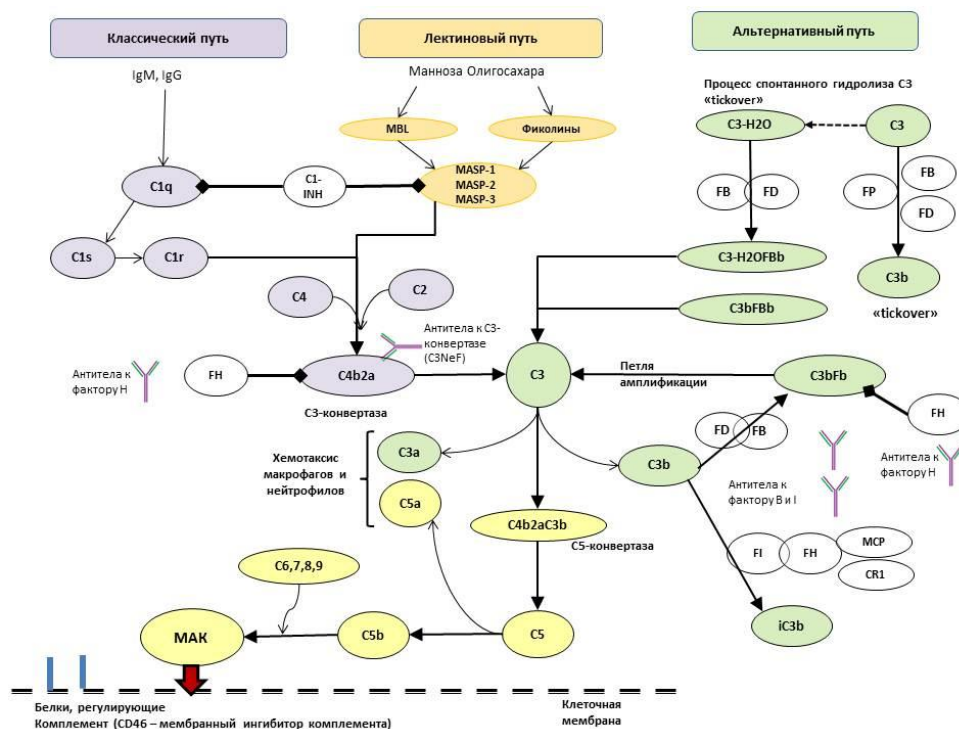 Классический путь
Лектиновый путь
Альтернативный путь
IgM, IgG
Манноза Олигосахара
Процесс спонтанного гидролиза С3
«tickover»
MBL
Фиколины
C3-H2O
C3
C1q
C1-
INH
MASP-1
MASP-2
MASP-3
FB
FD
FP
FB
FD
C1s
C1r
C3-H2OFBb
C3b
«tickover»
C4
C2
C3bFBb
Антитела к С3-
конвертазе
(C3NeF)
Антитела к
фактору Н
FH
C4b2a
С3-конвертаза
C3
Петля
амплификации
C3bFb
FH
Хемотаксис
макрофагов и
нейтрофилов
C3a
C5a
FD
FB
C3b
Антитела к
фактору Н
Антитела к
фактору В и I
C4b2aC3b
С5-конвертаза
FI
FH
MCP
CR1
C6,7,8,9
МАК
C5b
C5
iC3b
Белки, регулирующие
Комплемент (CD46 – мембранный ингибитор комплемента)
Клеточная
мембрана